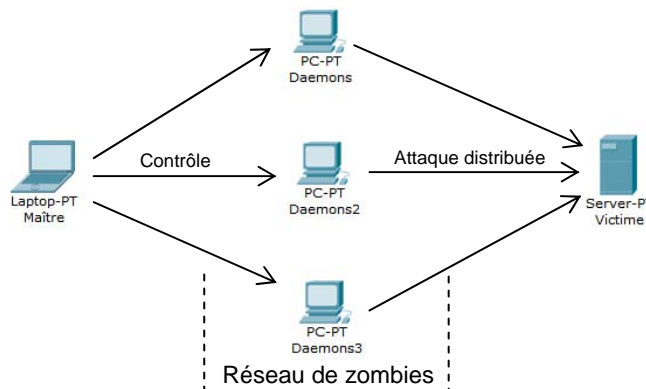 PC-PT
Daemons
Contrôle
Attaque distribuée
Laptop-PT
Maître
PC-PT
Daemons2
Server-PT
Victime
PC-PT
Daemons3
Réseau de zombies